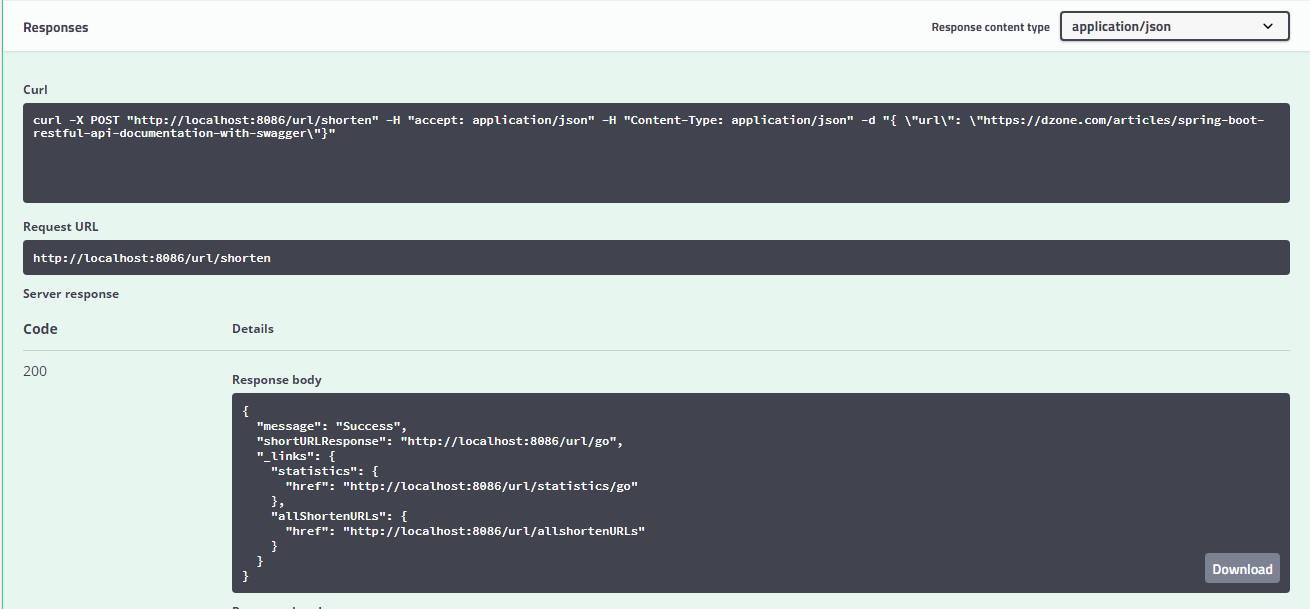 Responses
Response content type
application/json
Curl
curl -X POST "http://localhost:8086/url/shorten" -H "accept: application/json" -H "Content-Type: application/json" -d "{ \"url\": \"https://dzone.com/articles/spring-boot-
restful-api-documentation-with-swagger\"}"
Request URL
http://localhost:8086/url/shorten
Server response
Code Details
200
Response body
{
  "message": "Success",
  "shortURLResponse": "http://localhost:8086/url/go",
  "_links": {
    "statistics": {
      "href": "http://localhost:8086/url/statistics/go"
    },
    "allShortenURLs": {
      "href": "http://localhost:8086/url/allshortenURLs"
    }
  }
}
Download